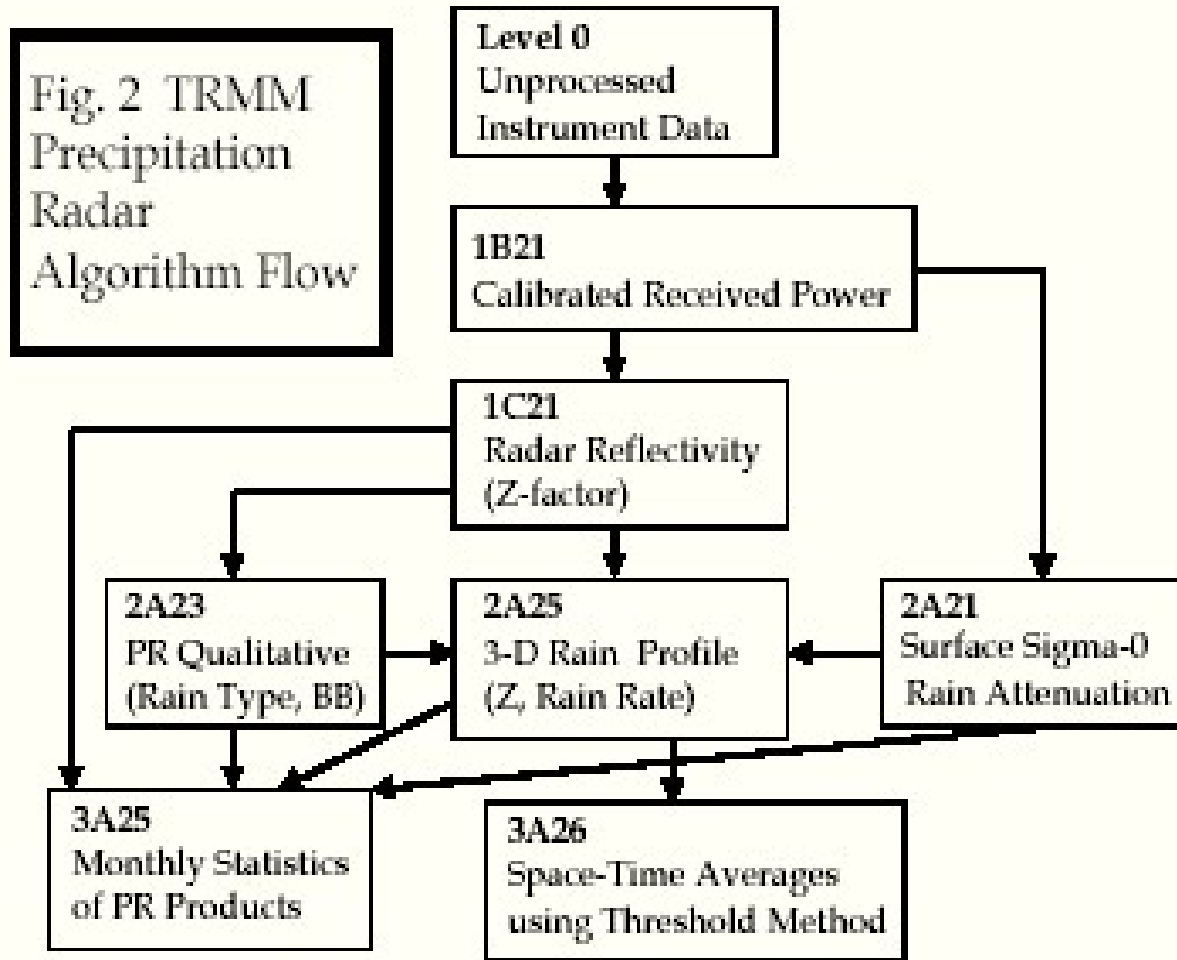 Fig. 2 TRMM
Precipitation
Radar
Algorithm Flow
Level 0
Unprocessed
Instrument Data
1B21
Calibrated Received Power
1C21
Radar Reflectivity
(Z-factor)
2A23
PR Qualitative
(Rain Type, BB)
2A25
3-D Rain Profile
(Z, Rain Rate)
2A21
Surface Sigma-0
Rain Attenuation
3A25
Monthly Statistics
of PR Products
3A26
Space-Time Averages
using Threshold Method